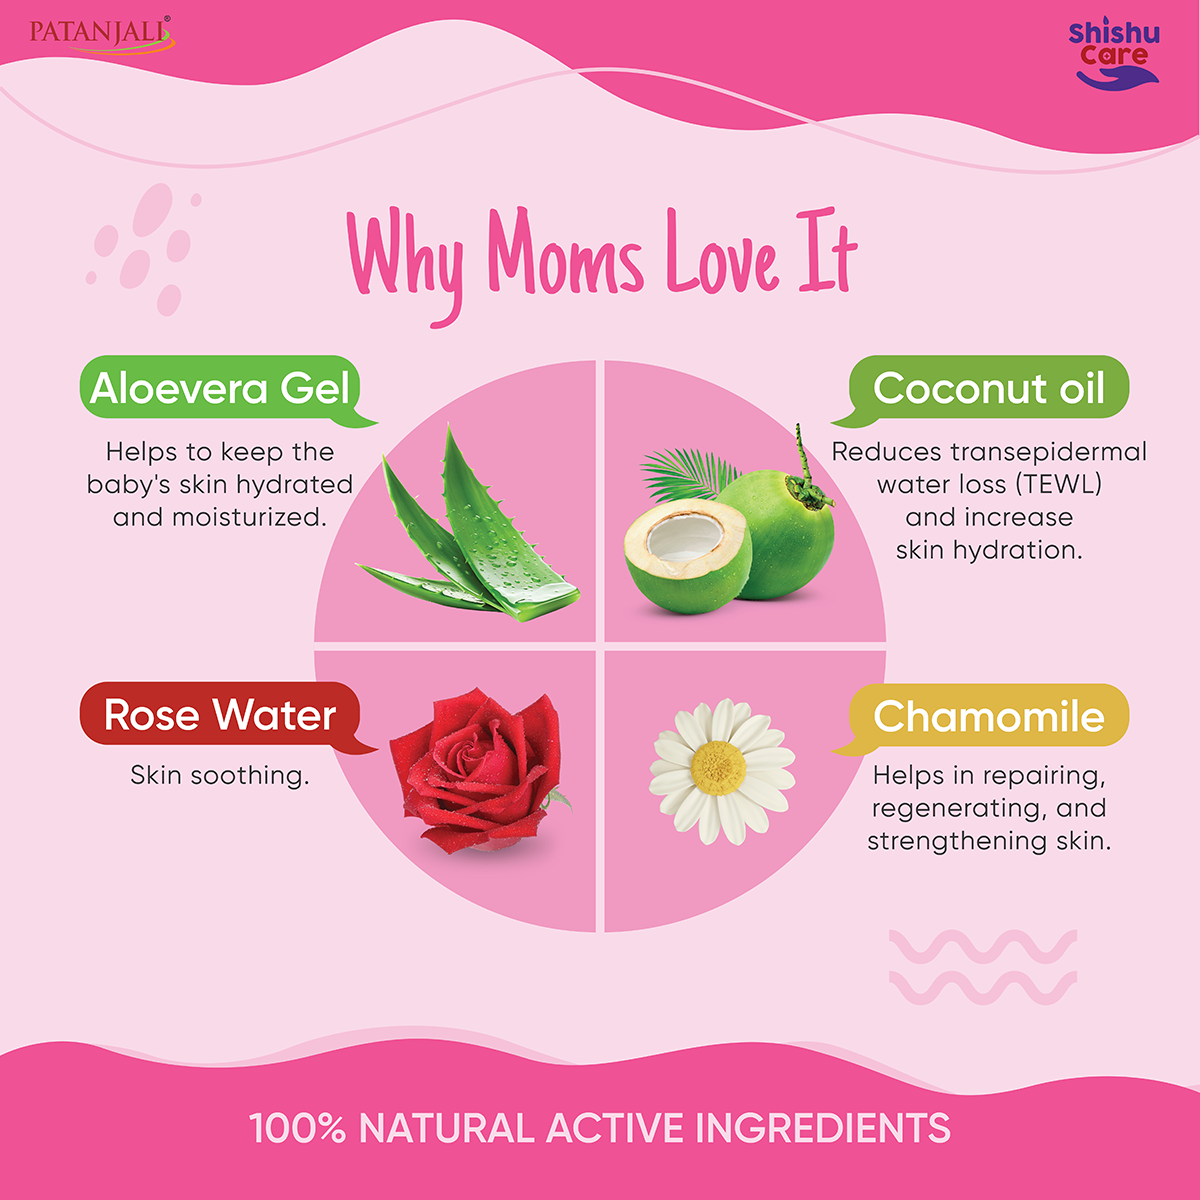 PATANJALI®
Shishu
Care
Why Moms Love It
Aloevera Gel
Helps to keep the
baby's skin hydrated
and moisturized.
Coconut oil
Reduces transepidermal
water loss (TEWL)
and increase
skin hydration.
Rose Water
Skin soothing.
Chamomile
Helps in repairing,
regenerating, and
strengthening skin.
100% NATURAL ACTIVE INGREDIENTS